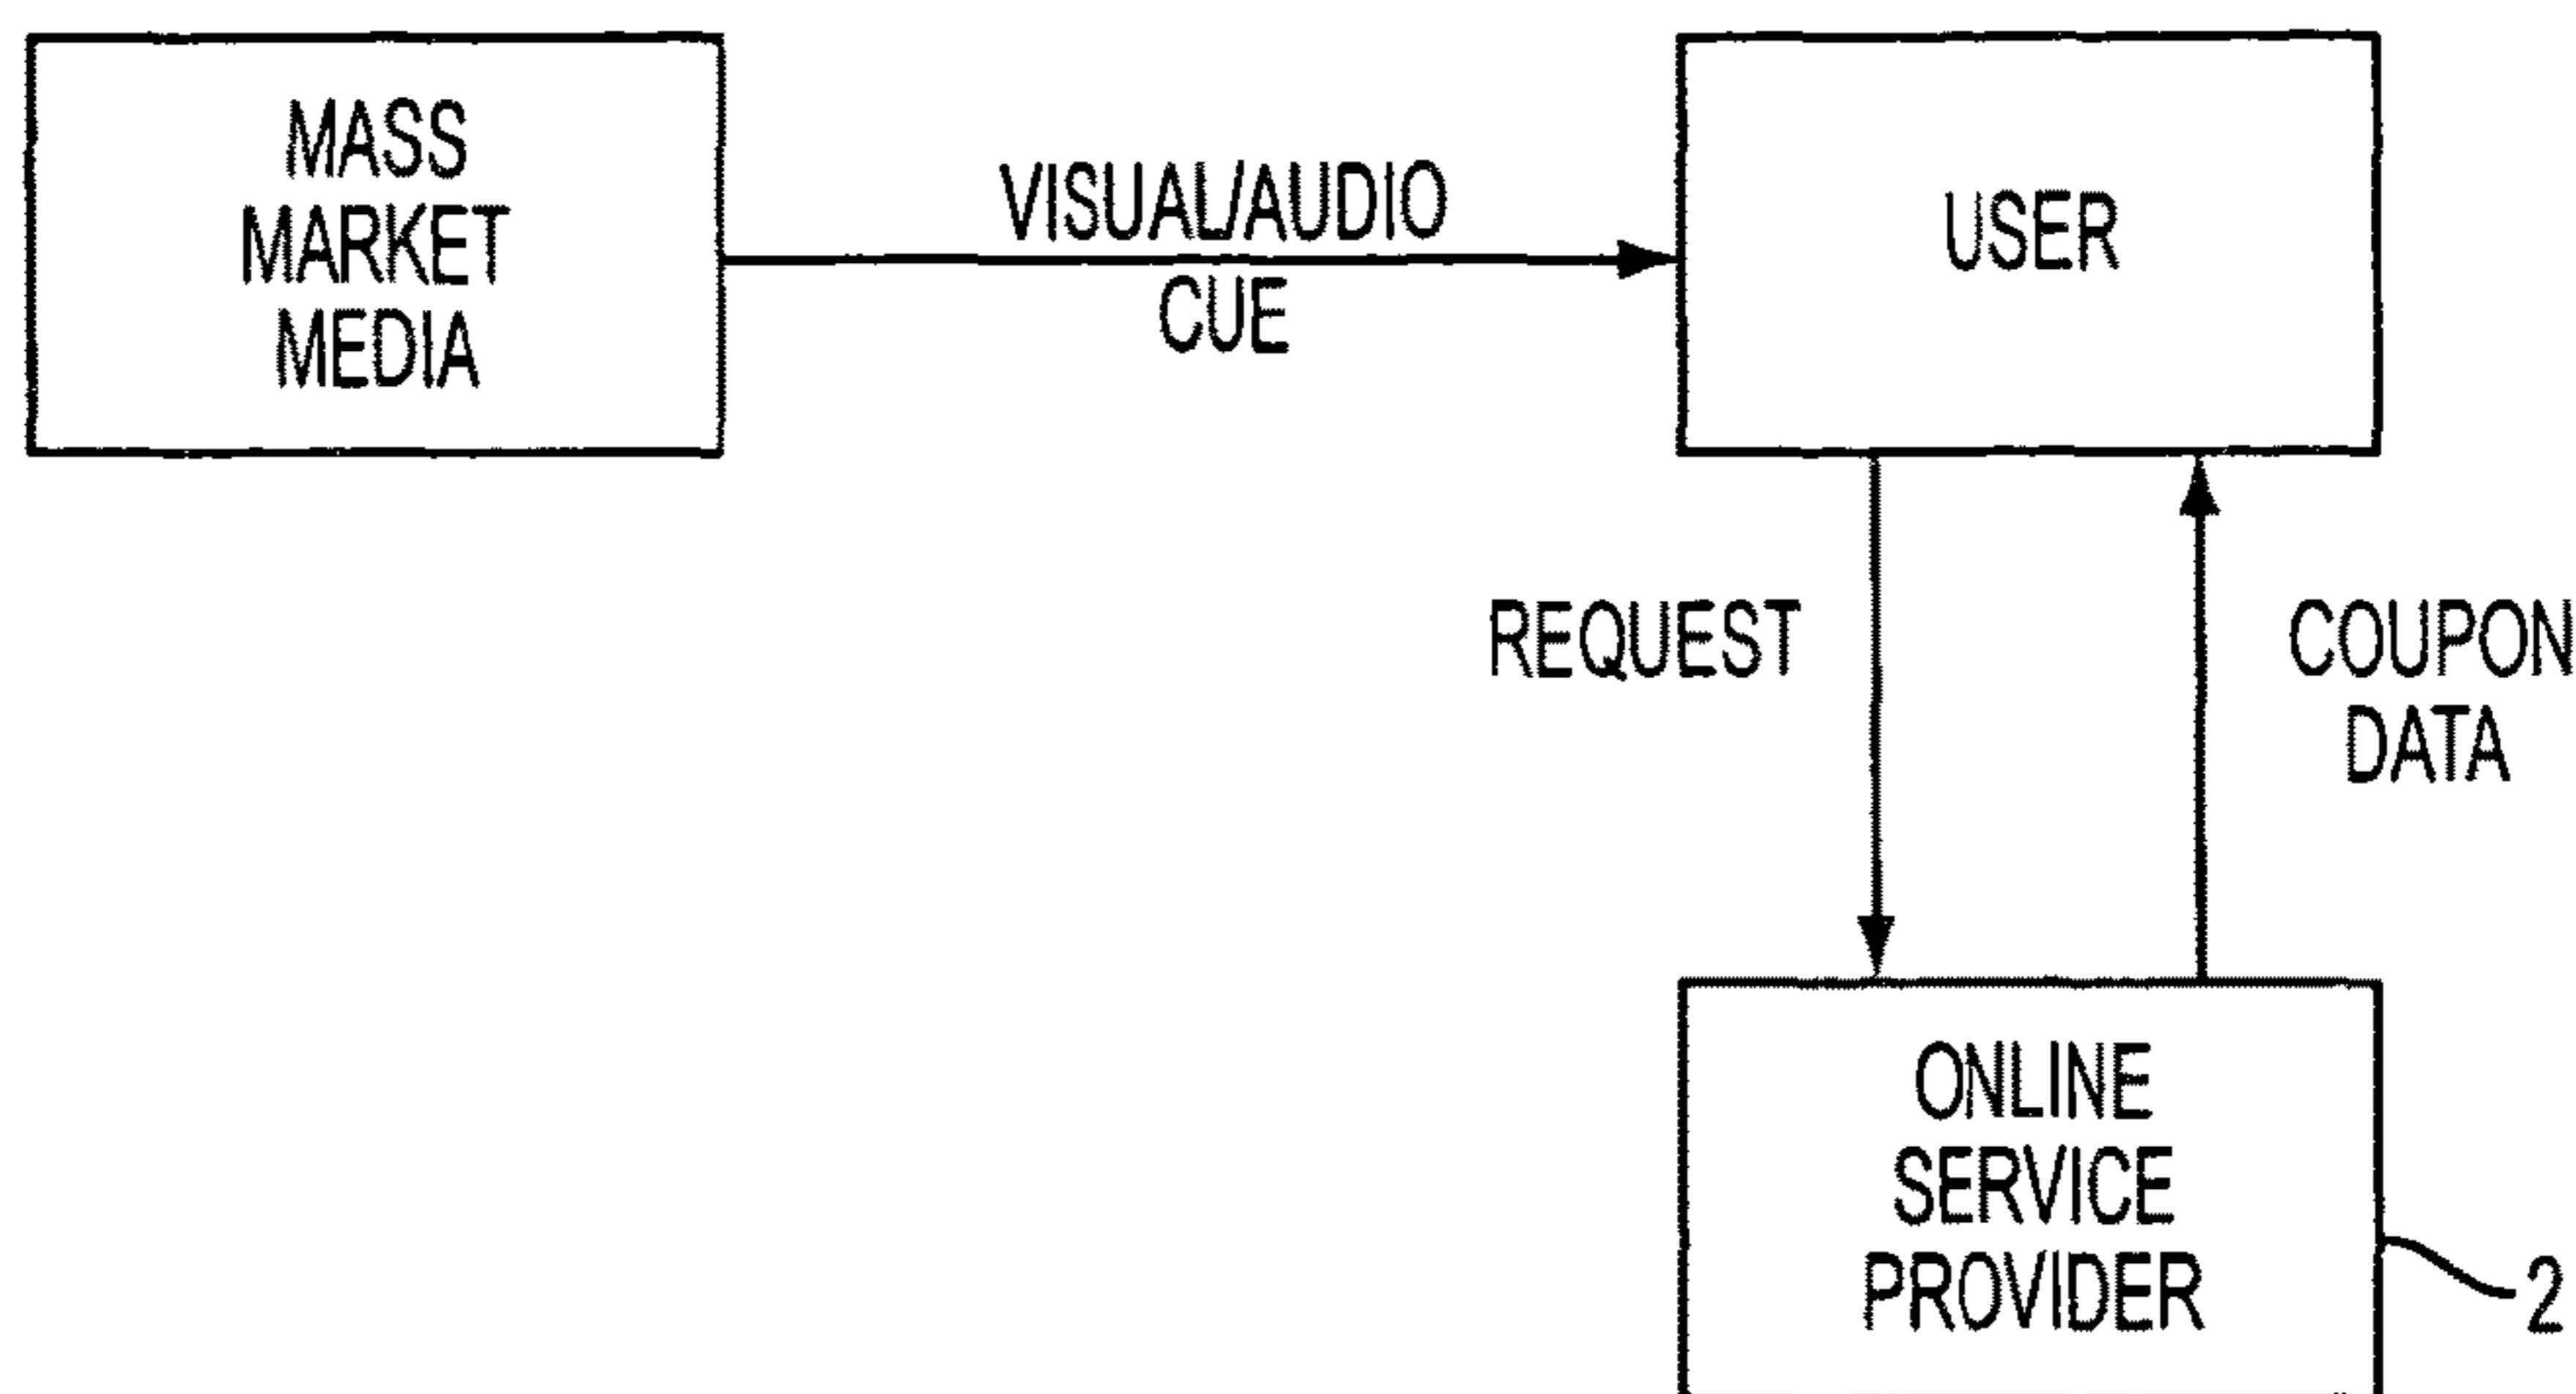 MASS
MARKET
MEDIA
VISUAL/AUDIO
CUE
USER
REQUEST
COUPON
DATA
ONLINE
SERVICE
PROVIDER
2